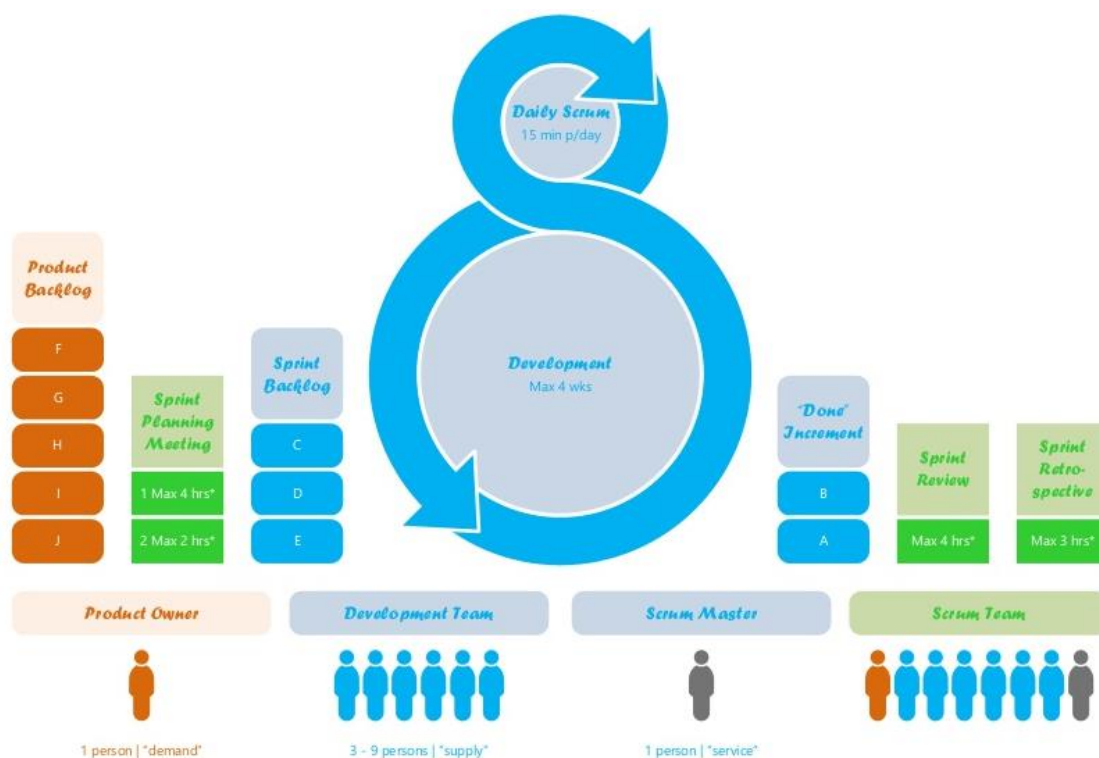 Daily Scrum
15 min p/day
Product
Backlog
F
G
H
I
J
Sprint
Planning
Meeting
1 Max 4 hrs*
2 Max 2 hrs*
Sprint
Backlog
C
D
E
Development
Max 4 wks
"Done"
Increment
B
A
Sprint
Review
Max 4 hrs*
Sprint
Retro-
spective
Max 3 hrs*
Product Owner
Development Team
Scrum Master
Scrum Team
1 person | "demand"
3 - 9 persons | "supply"
1 person | "service"